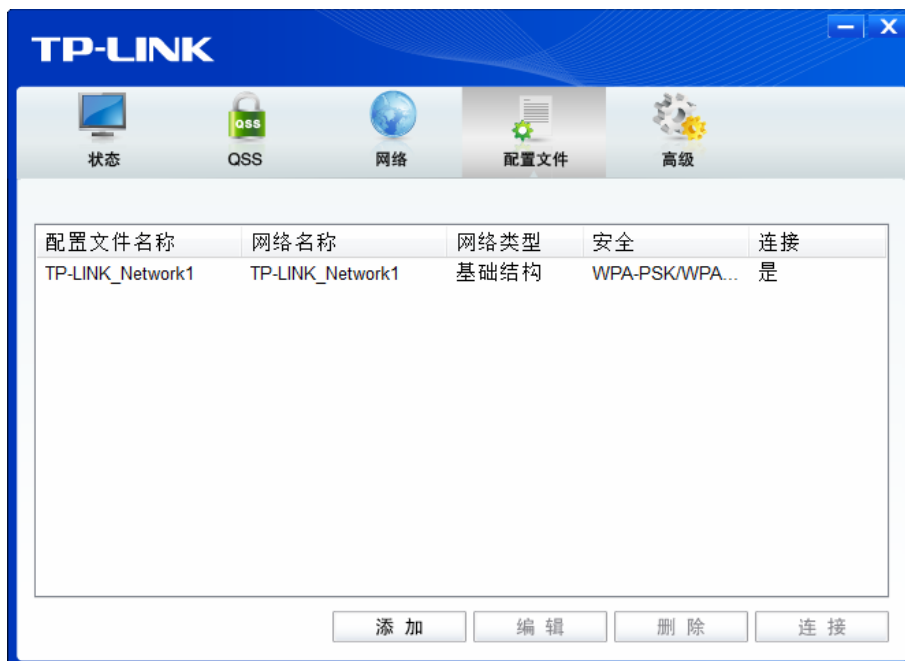 TP-LINK
QSS
状态 QSS 网络 配置文件 高级
配置文件名称 网络名称 网络类型 安全 连接
TP-LINK_Network1 TP-LINK_Network1 基础结构 WPA-PSK/WPA... 是
添加 编辑 删除 连接